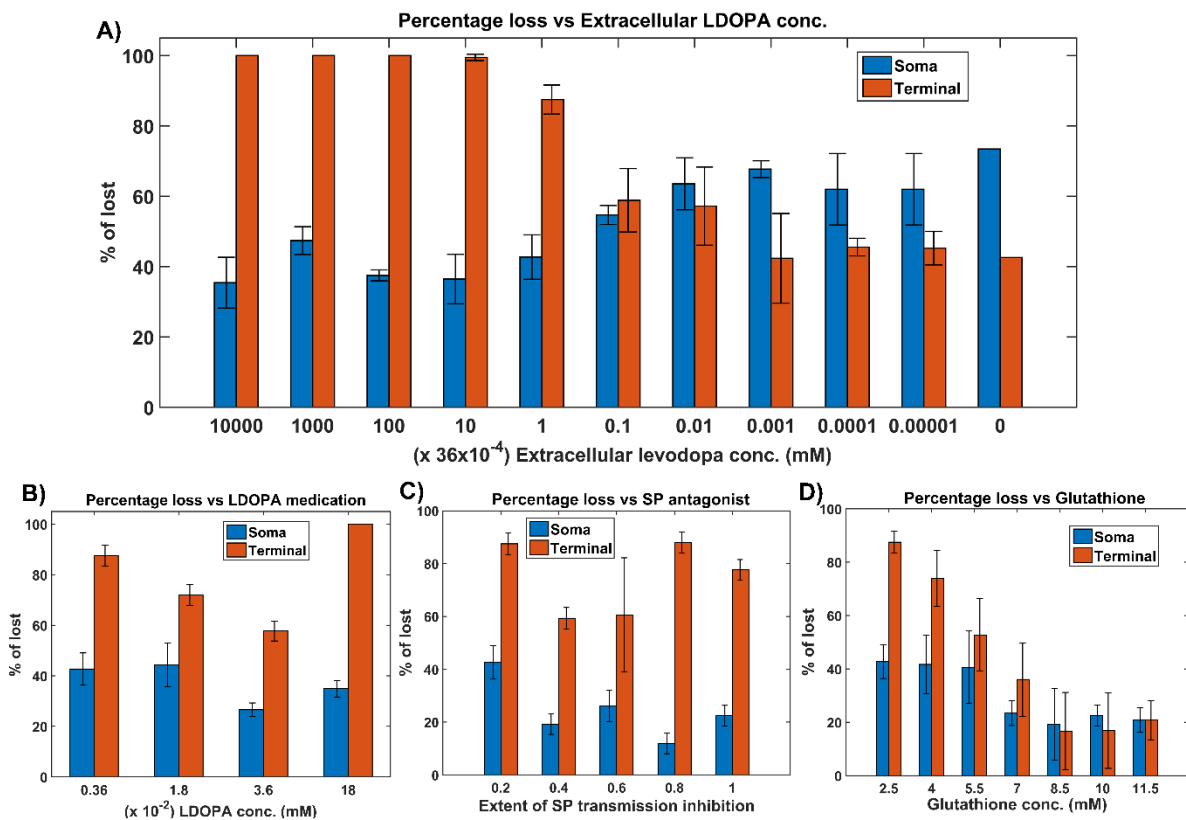 A)
Percentage loss vs Extracellular LDOPA conc.
% of lost
100
80
60
40
20
0
Soma
Terminal
10000 1000 100 10 1 0.1 0.01 0.001 0.0001 0.00001 0
(x 36x10⁻⁴) Extracellular levodopa conc. (mM)
B)
Percentage loss vs LDOPA medication
% of lost
100
80
60
40
20
0
Soma
Terminal
0.36 1.8 3.6 18
(x 10⁻²) LDOPA conc. (mM)
C)
Percentage loss vs SP antagonist
% of lost
100
80
60
40
20
0
Soma
Terminal
0.2 0.4 0.6 0.8 1
Extent of SP transmission inhibition
D)
Percentage loss vs Glutathione
% of lost
100
80
60
40
20
0
Soma
Terminal
2.5 4 5.5 7 8.5 10 11.5
Glutathione conc. (mM)